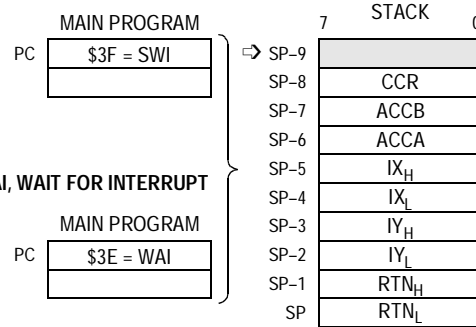 MAIN PROGRAM
PC $3F = SWI
AI, WAIT FOR INTERRUPT
MAIN PROGRAM
PC $3E = WAI
7 STACK 0
SP–9
SP–8 CCR
SP–7 ACCB
SP–6 ACCA
SP–5 IXH
SP–4 IXL
SP–3 IYH
SP–2 IYL
SP–1 RTNH
SP RTNL